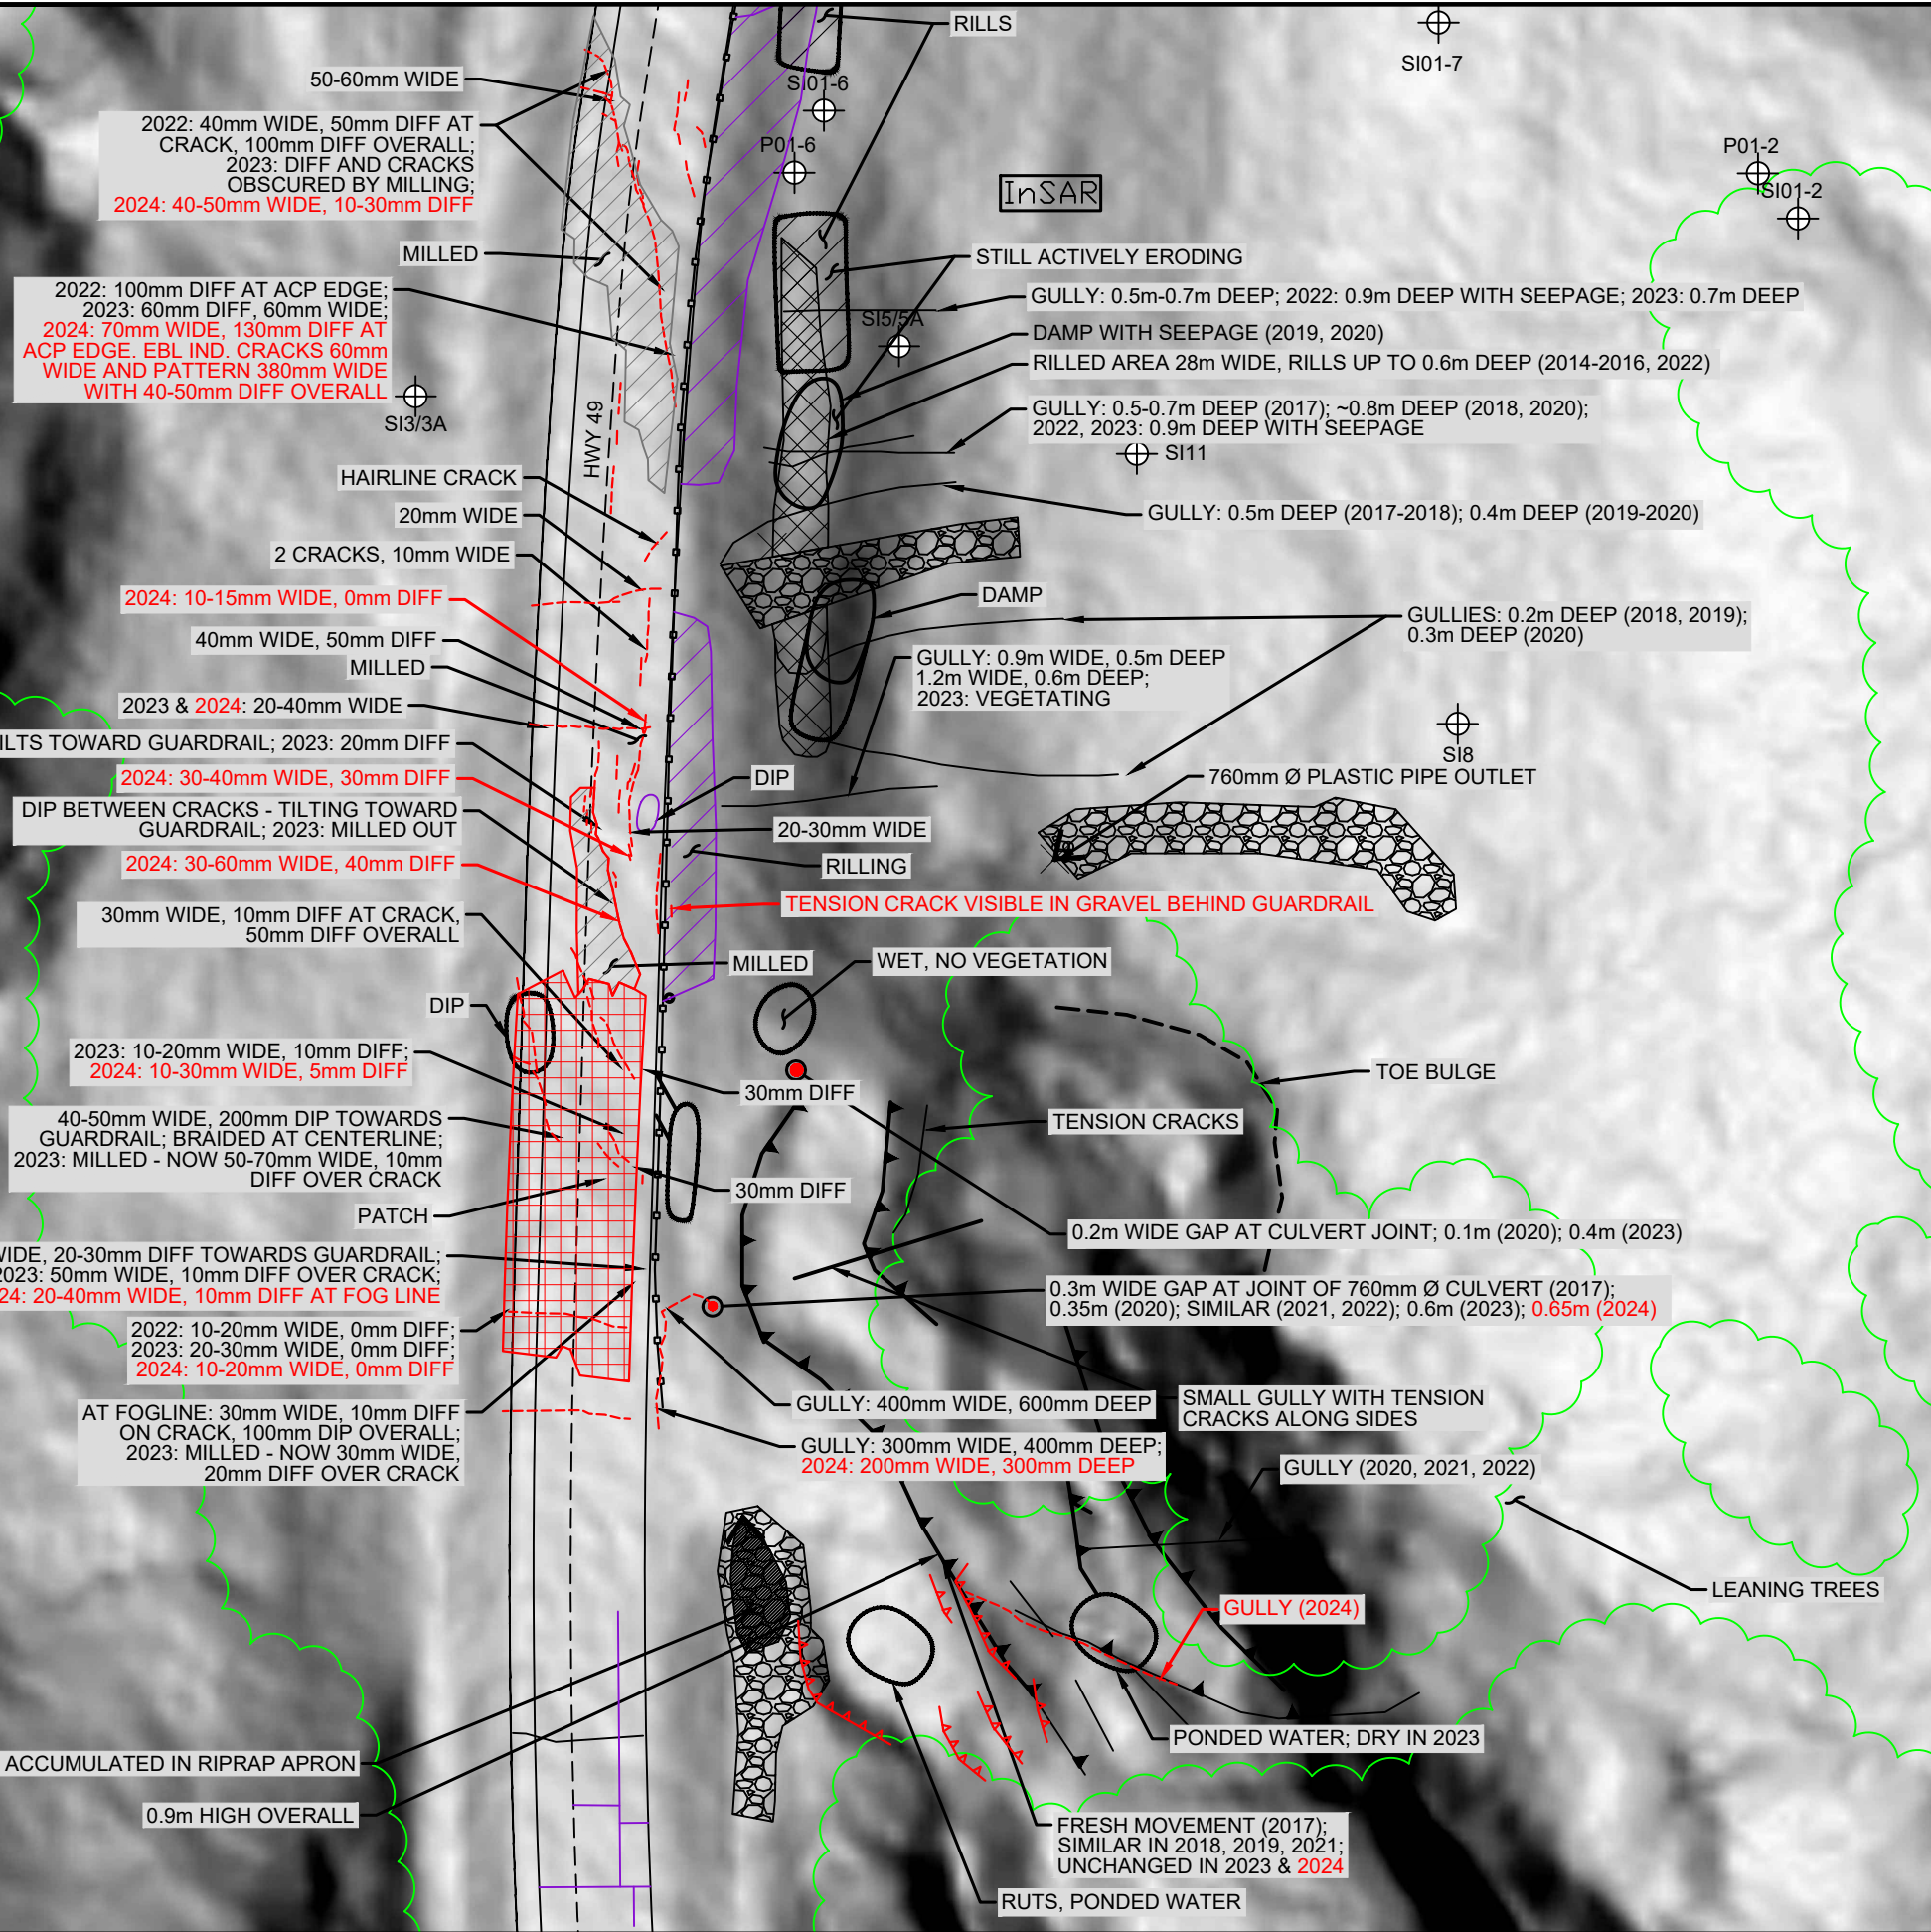 RILLS
SI01-7
50-60mm WIDE
SI01-6
2022: 40mm WIDE, 50mm DIFF AT
CRACK, 100mm DIFF OVERALL;
2023: DIFF AND CRACKS
OBSCURED BY MILLING;
2024: 40-50mm WIDE, 10-30mm DIFF
P01-6
P01-2
SI01-2
InSAR
MILLED
STILL ACTIVELY ERODING
2022: 100mm DIFF AT ACP EDGE;
2023: 60mm DIFF, 60mm WIDE;
2024: 70mm WIDE, 130mm DIFF AT
ACP EDGE. EBL IND. CRACKS 60mm
WIDE AND PATTERN 380mm WIDE
WITH 40-50mm DIFF OVERALL
GULLY: 0.5m-0.7m DEEP; 2022: 0.9m DEEP WITH SEEPAGE; 2023: 0.7m DEEP
SI5/5A
DAMP WITH SEEPAGE (2019, 2020)
RILLED AREA 28m WIDE, RILLS UP TO 0.6m DEEP (2014-2016, 2022)
SI3/3A
HWY 49
GULLY: 0.5-0.7m DEEP (2017); ~0.8m DEEP (2018, 2020);
2022, 2023: 0.9m DEEP WITH SEEPAGE
SI11
HAIRLINE CRACK
20mm WIDE
GULLY: 0.5m DEEP (2017-2018); 0.4m DEEP (2019-2020)
2 CRACKS, 10mm WIDE
2024: 10-15mm WIDE, 0mm DIFF
DAMP
GULLIES: 0.2m DEEP (2018, 2019);
0.3m DEEP (2020)
40mm WIDE, 50mm DIFF
MILLED
GULLY: 0.9m WIDE, 0.5m DEEP
1.2m WIDE, 0.6m DEEP;
2023: VEGETATING
2023 & 2024: 20-40mm WIDE
SI8
ILTS TOWARD GUARDRAIL; 2023: 20mm DIFF
2024: 30-40mm WIDE, 30mm DIFF
DIP
760mm Ø PLASTIC PIPE OUTLET
DIP BETWEEN CRACKS - TILTING TOWARD
GUARDRAIL; 2023: MILLED OUT
20-30mm WIDE
2024: 30-60mm WIDE, 40mm DIFF
RILLING
TENSION CRACK VISIBLE IN GRAVEL BEHIND GUARDRAIL
30mm WIDE, 10mm DIFF AT CRACK,
50mm DIFF OVERALL
MILLED
WET, NO VEGETATION
DIP
2023: 10-20mm WIDE, 10mm DIFF;
2024: 10-30mm WIDE, 5mm DIFF
TOE BULGE
30mm DIFF
40-50mm WIDE, 200mm DIP TOWARDS
GUARDRAIL; BRAIDED AT CENTERLINE;
2023: MILLED - NOW 50-70mm WIDE, 10mm
DIFF OVER CRACK
TENSION CRACKS
30mm DIFF
PATCH
0.2m WIDE GAP AT CULVERT JOINT; 0.1m (2020); 0.4m (2023)
WIDE, 20-30mm DIFF TOWARDS GUARDRAIL;
2023: 50mm WIDE, 10mm DIFF OVER CRACK;
24: 20-40mm WIDE, 10mm DIFF AT FOG LINE
0.3m WIDE GAP AT JOINT OF 760mm Ø CULVERT (2017);
0.35m (2020); SIMILAR (2021, 2022); 0.6m (2023); 0.65m (2024)
2022: 10-20mm WIDE, 0mm DIFF;
2023: 20-30mm WIDE, 0mm DIFF;
2024: 10-20mm WIDE, 0mm DIFF
GULLY: 400mm WIDE, 600mm DEEP
SMALL GULLY WITH TENSION
CRACKS ALONG SIDES
AT FOGLINE: 30mm WIDE, 10mm DIFF
ON CRACK, 100mm DIP OVERALL;
2023: MILLED - NOW 30mm WIDE,
20mm DIFF OVER CRACK
GULLY: 300mm WIDE, 400mm DEEP;
2024: 200mm WIDE, 300mm DEEP
GULLY (2020, 2021, 2022)
LEANING TREES
GULLY (2024)
PONDED WATER; DRY IN 2023
ACCUMULATED IN RIPRAP APRON
0.9m HIGH OVERALL
FRESH MOVEMENT (2017);
SIMILAR IN 2018, 2019, 2021;
UNCHANGED IN 2023 & 2024
RUTS, PONDED WATER